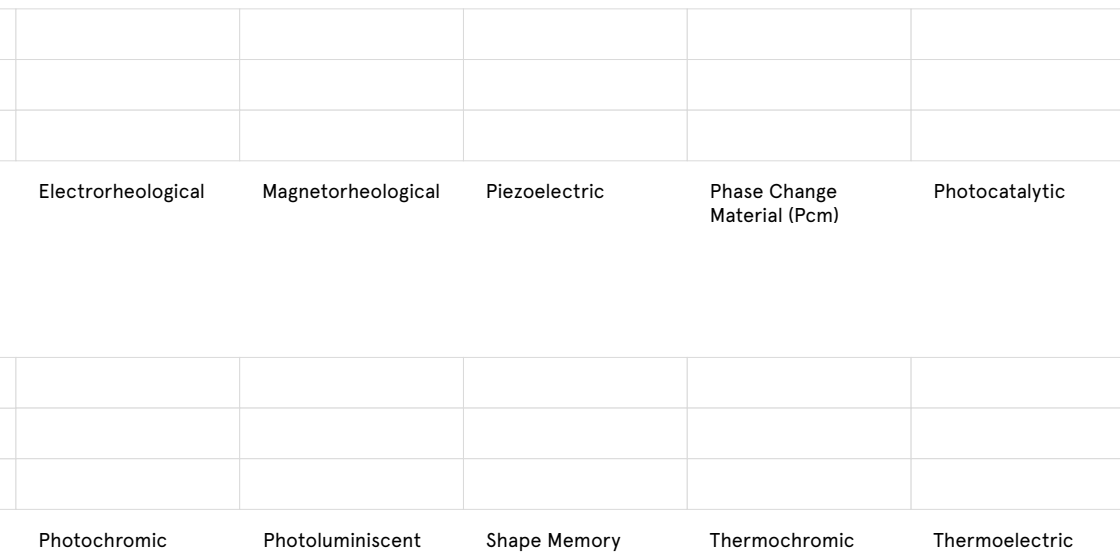 Electrorheological
Magnetorheological
Piezoelectric
Phase Change
Material (Pcm)
Photocatalytic
Photochromic
Photoluminiscent
Shape Memory
Thermochromic
Thermoelectric